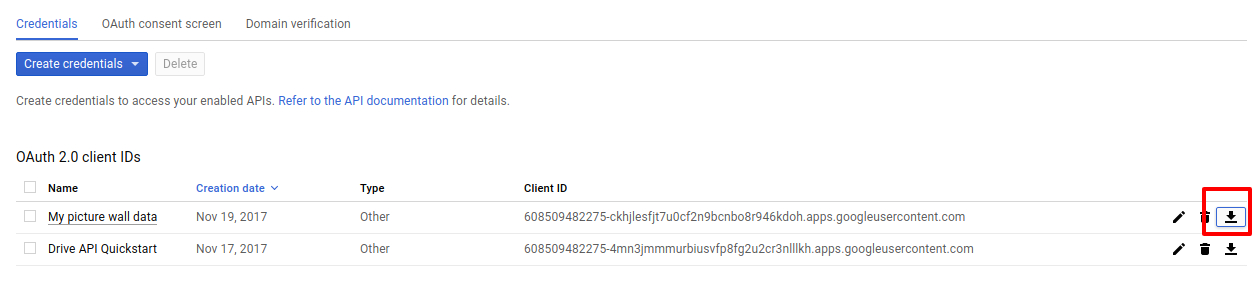 Credentials OAuth consent screen Domain verification
Create credentials Delete
Create credentials to access your enabled APIs. Refer to the API documentation for details.
OAuth 2.0 client IDs
Name Creation date Type Client ID
My picture wall data Nov 19, 2017 Other 608509482275-ckhjlesfjt7u0cf2n9bcnbo8r946kdoh.apps.googleusercontent.com
Drive API Quickstart Nov 17, 2017 Other 608509482275-4mn3jmmmurbiusvfp8fg2u2cr3nlllkh.apps.googleusercontent.com